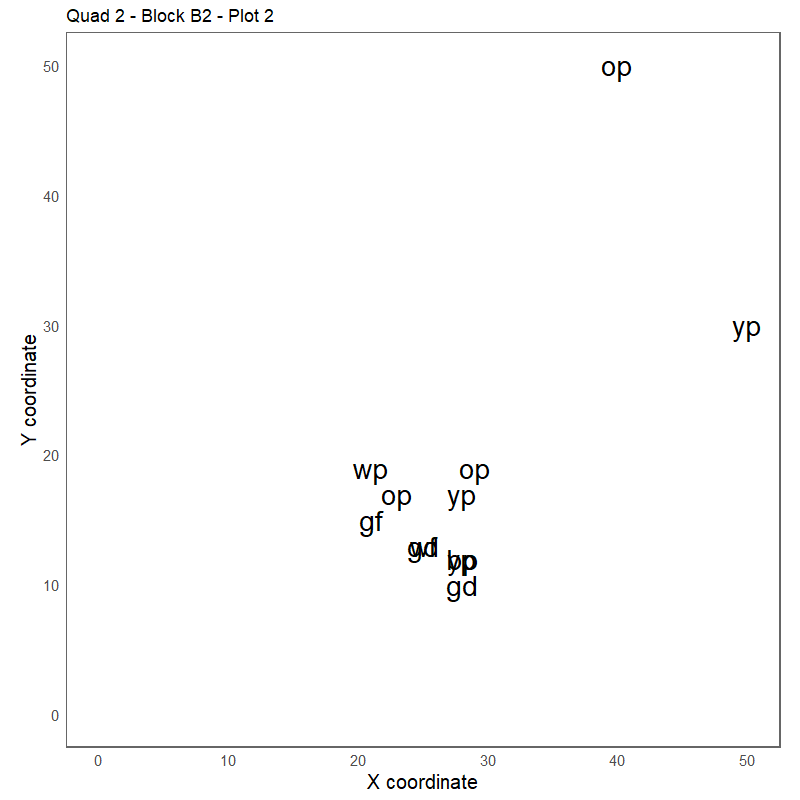 Quad 2 - Block B2 - Plot 2
50
op
40
Y coordinate
30
yp
20
wp
op
op
yp
gf
gd
10
gd
0
0 10 20 30 40 50
X coordinate